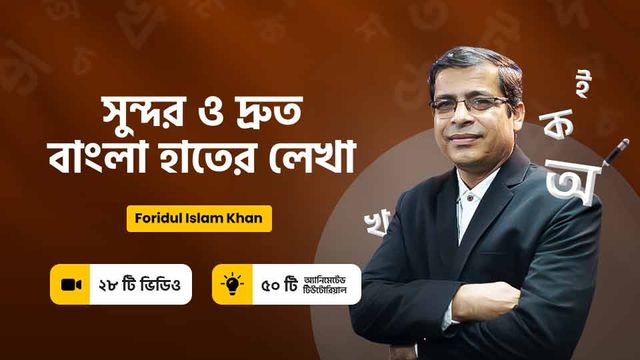 সুন্দর ও দ্রুত
বাংলা হাতের লেখা
Foridul Islam Khan
২৮ টি ভিডিও
৫০ টি
অ্যানিমেটেড
টিউটোরিয়াল
ই
ক
অ
খ